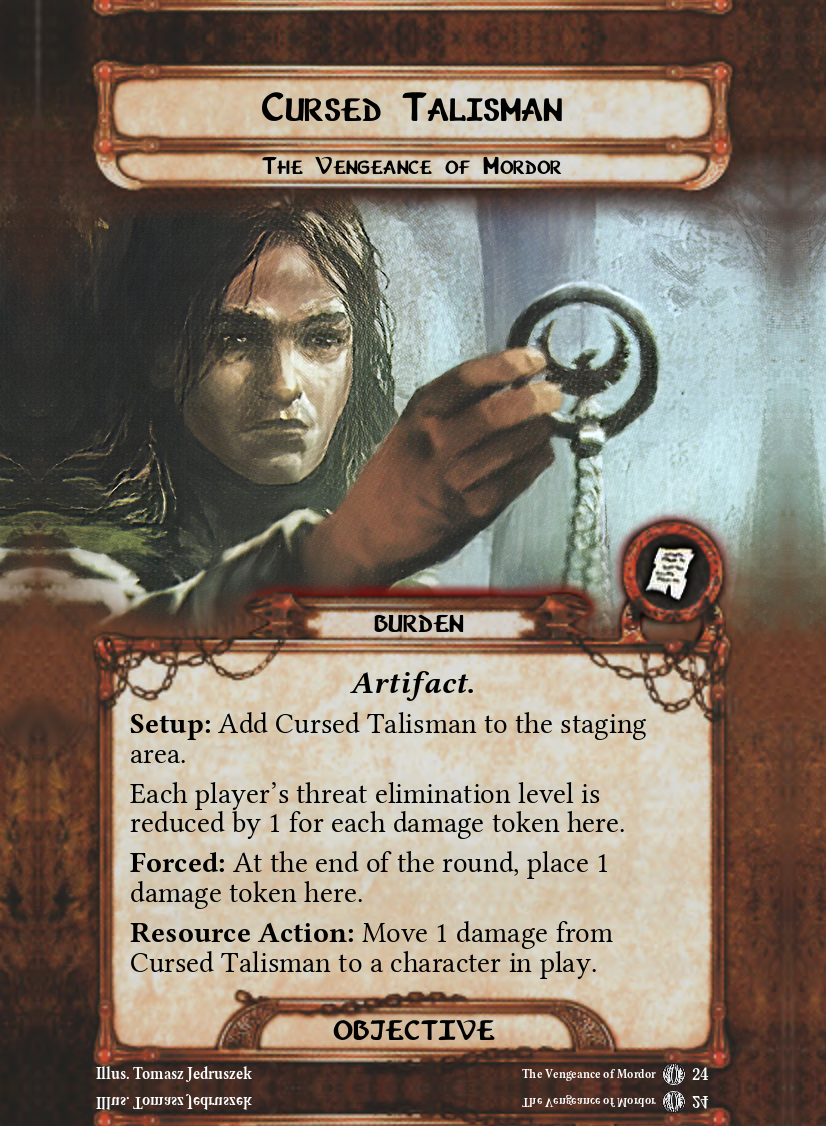 Cursed Talisman
The Vengeance of Mordor
BURDEN
Artifact.
Setup: Add Cursed Talisman to the staging
area.
Each player's threat elimination level is
reduced by 1 for each damage token here.
Forced: At the end of the round, place 1
damage token here.
Resource Action: Move 1 damage from
Cursed Talisman to a character in play.
OBJECTIVE
Illus. Tomasz Jedruszek
The Vengeance of Mordor 24
Illus. Tomasz Jedruszek
The Vengeance of Mordor 24